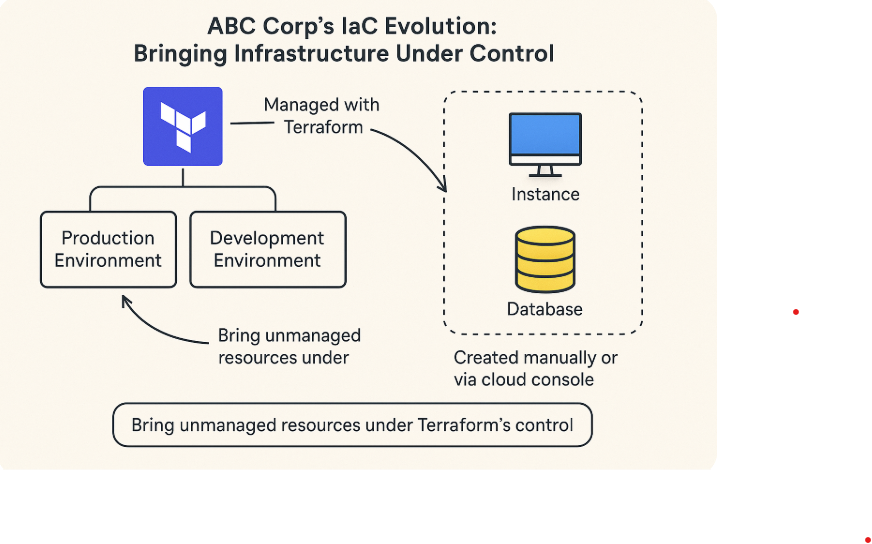 ABC Corp's IaC Evolution:
Bringing Infrastructure Under Control
Managed with
Terraform
Production
Environment
Development
Environment
Instance
Database
Bring unmanaged
resources under
Created manually or
via cloud console
Bring unmanaged resources under Terraform's control